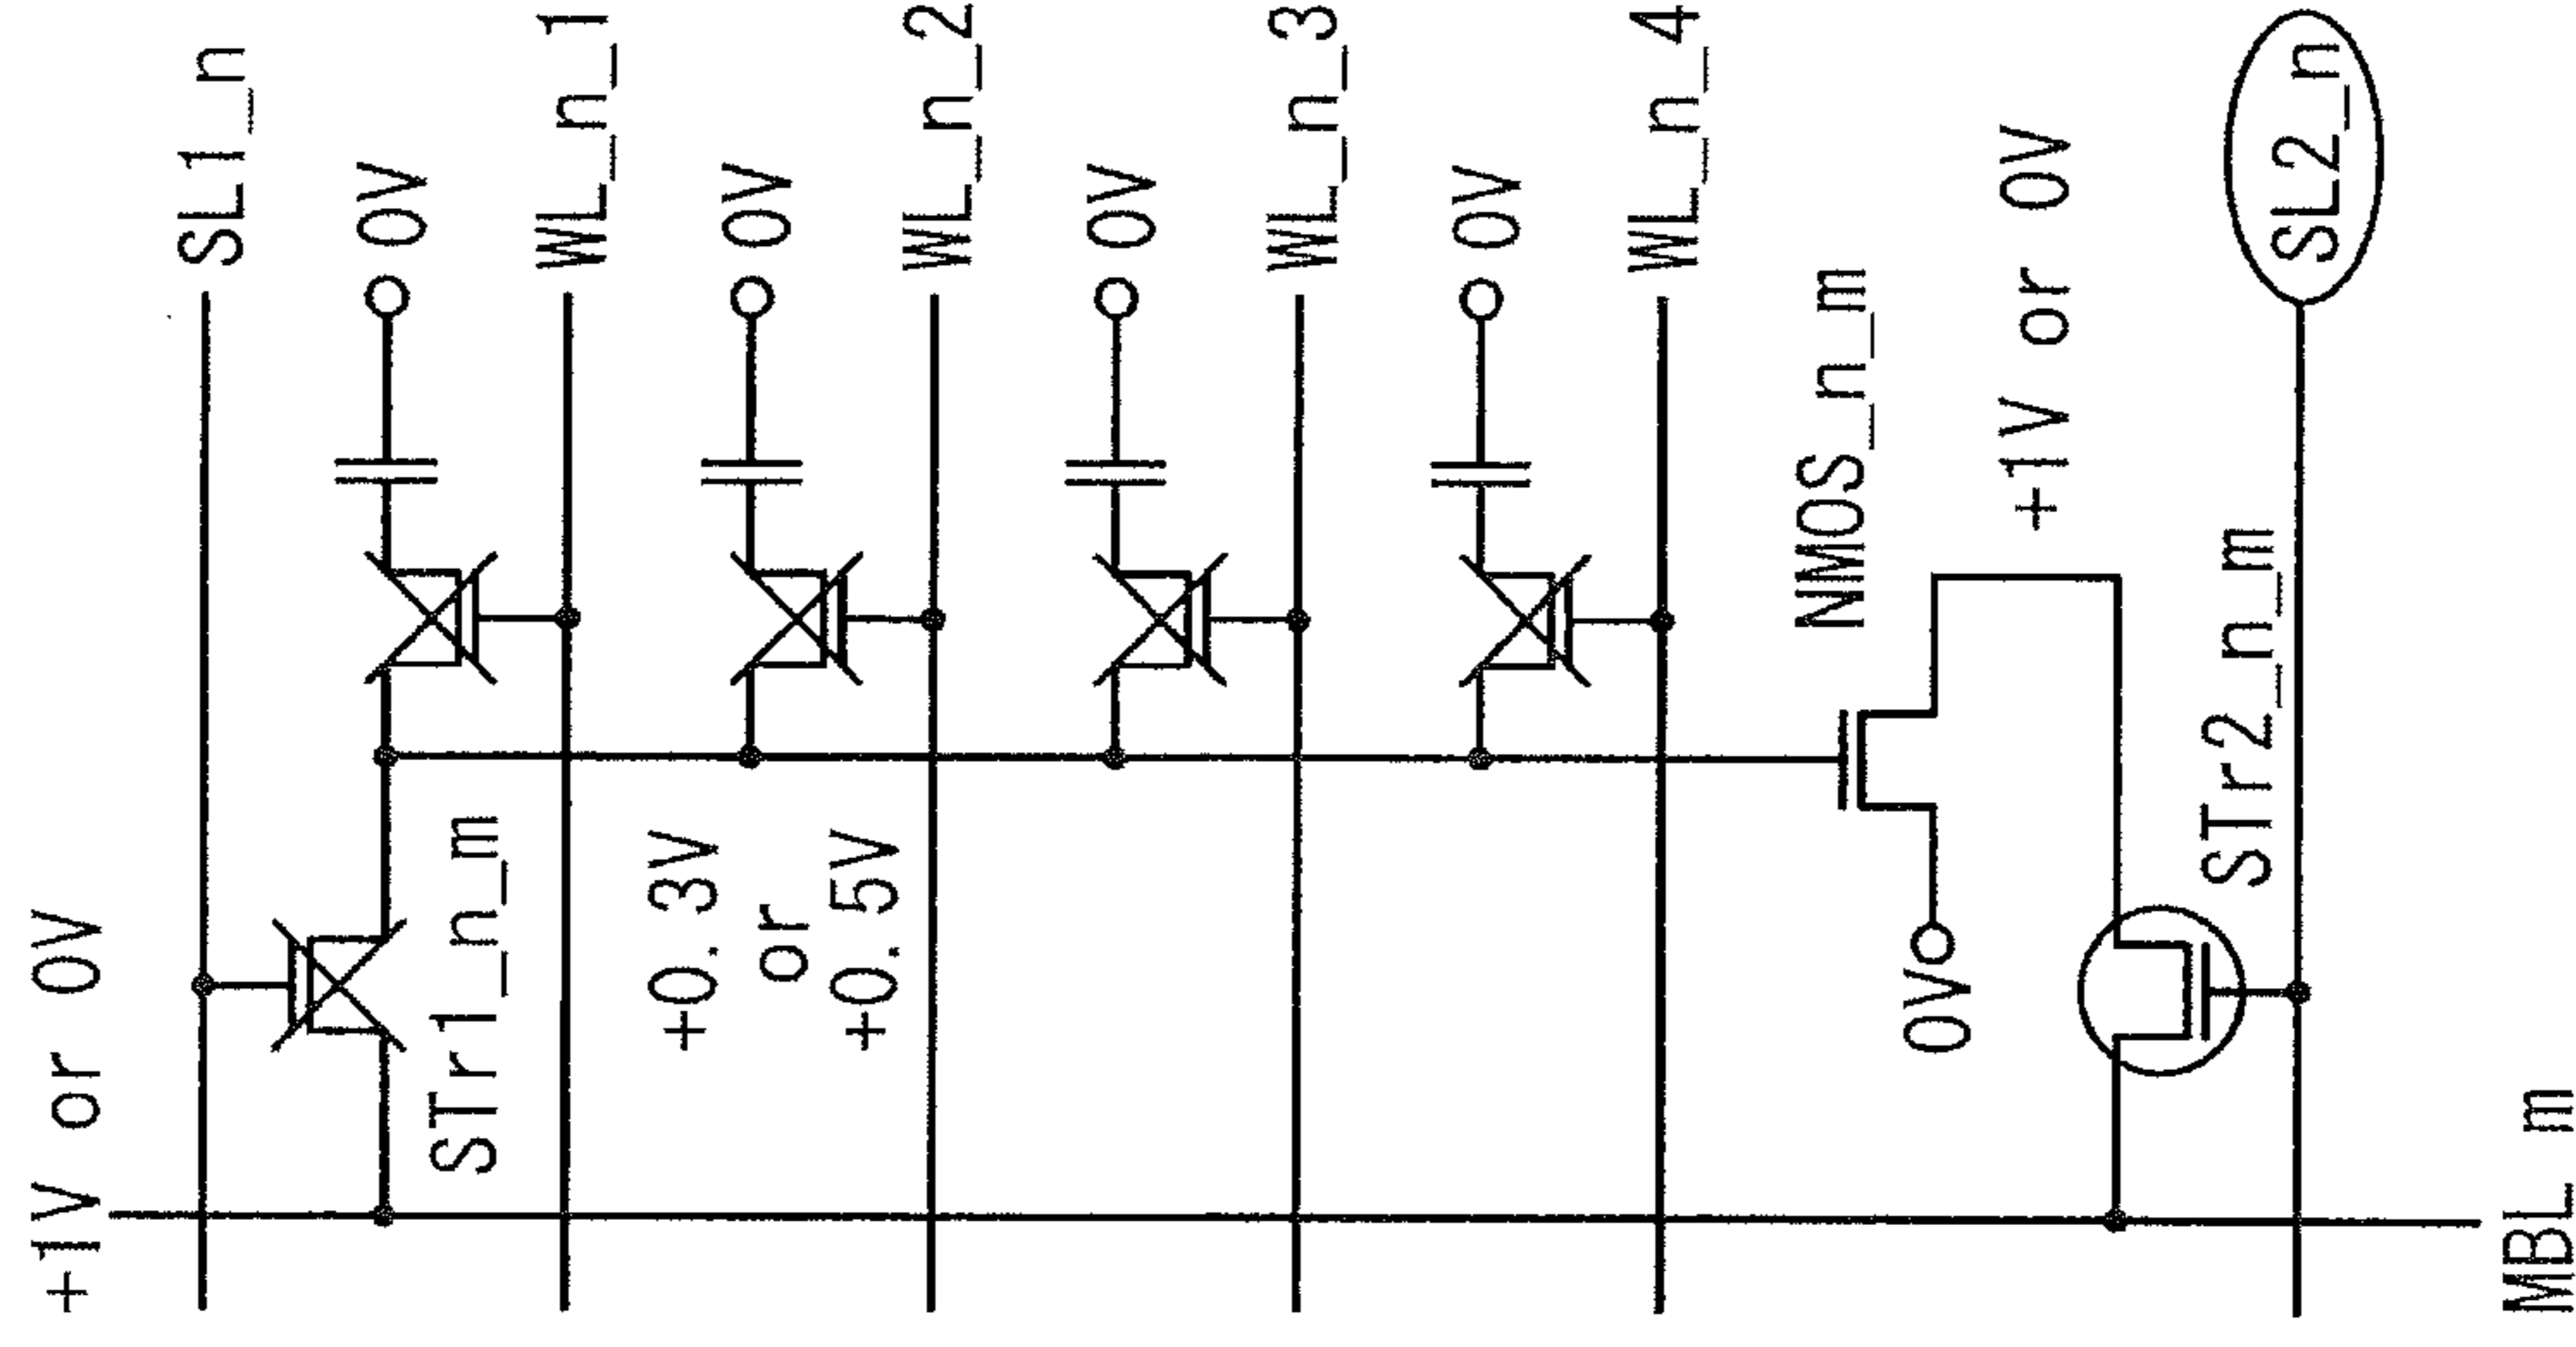 +1V or 0V
SL1_n
0V
WL_n_1
STr1_n_m
+0.3V
or
+0.5V
0V
WL_n_2
0V
WL_n_3
0V
WL_n_4
NMOS_n_m
0V
+1V or 0V
STr2_n_m
SL2_n
MBL m